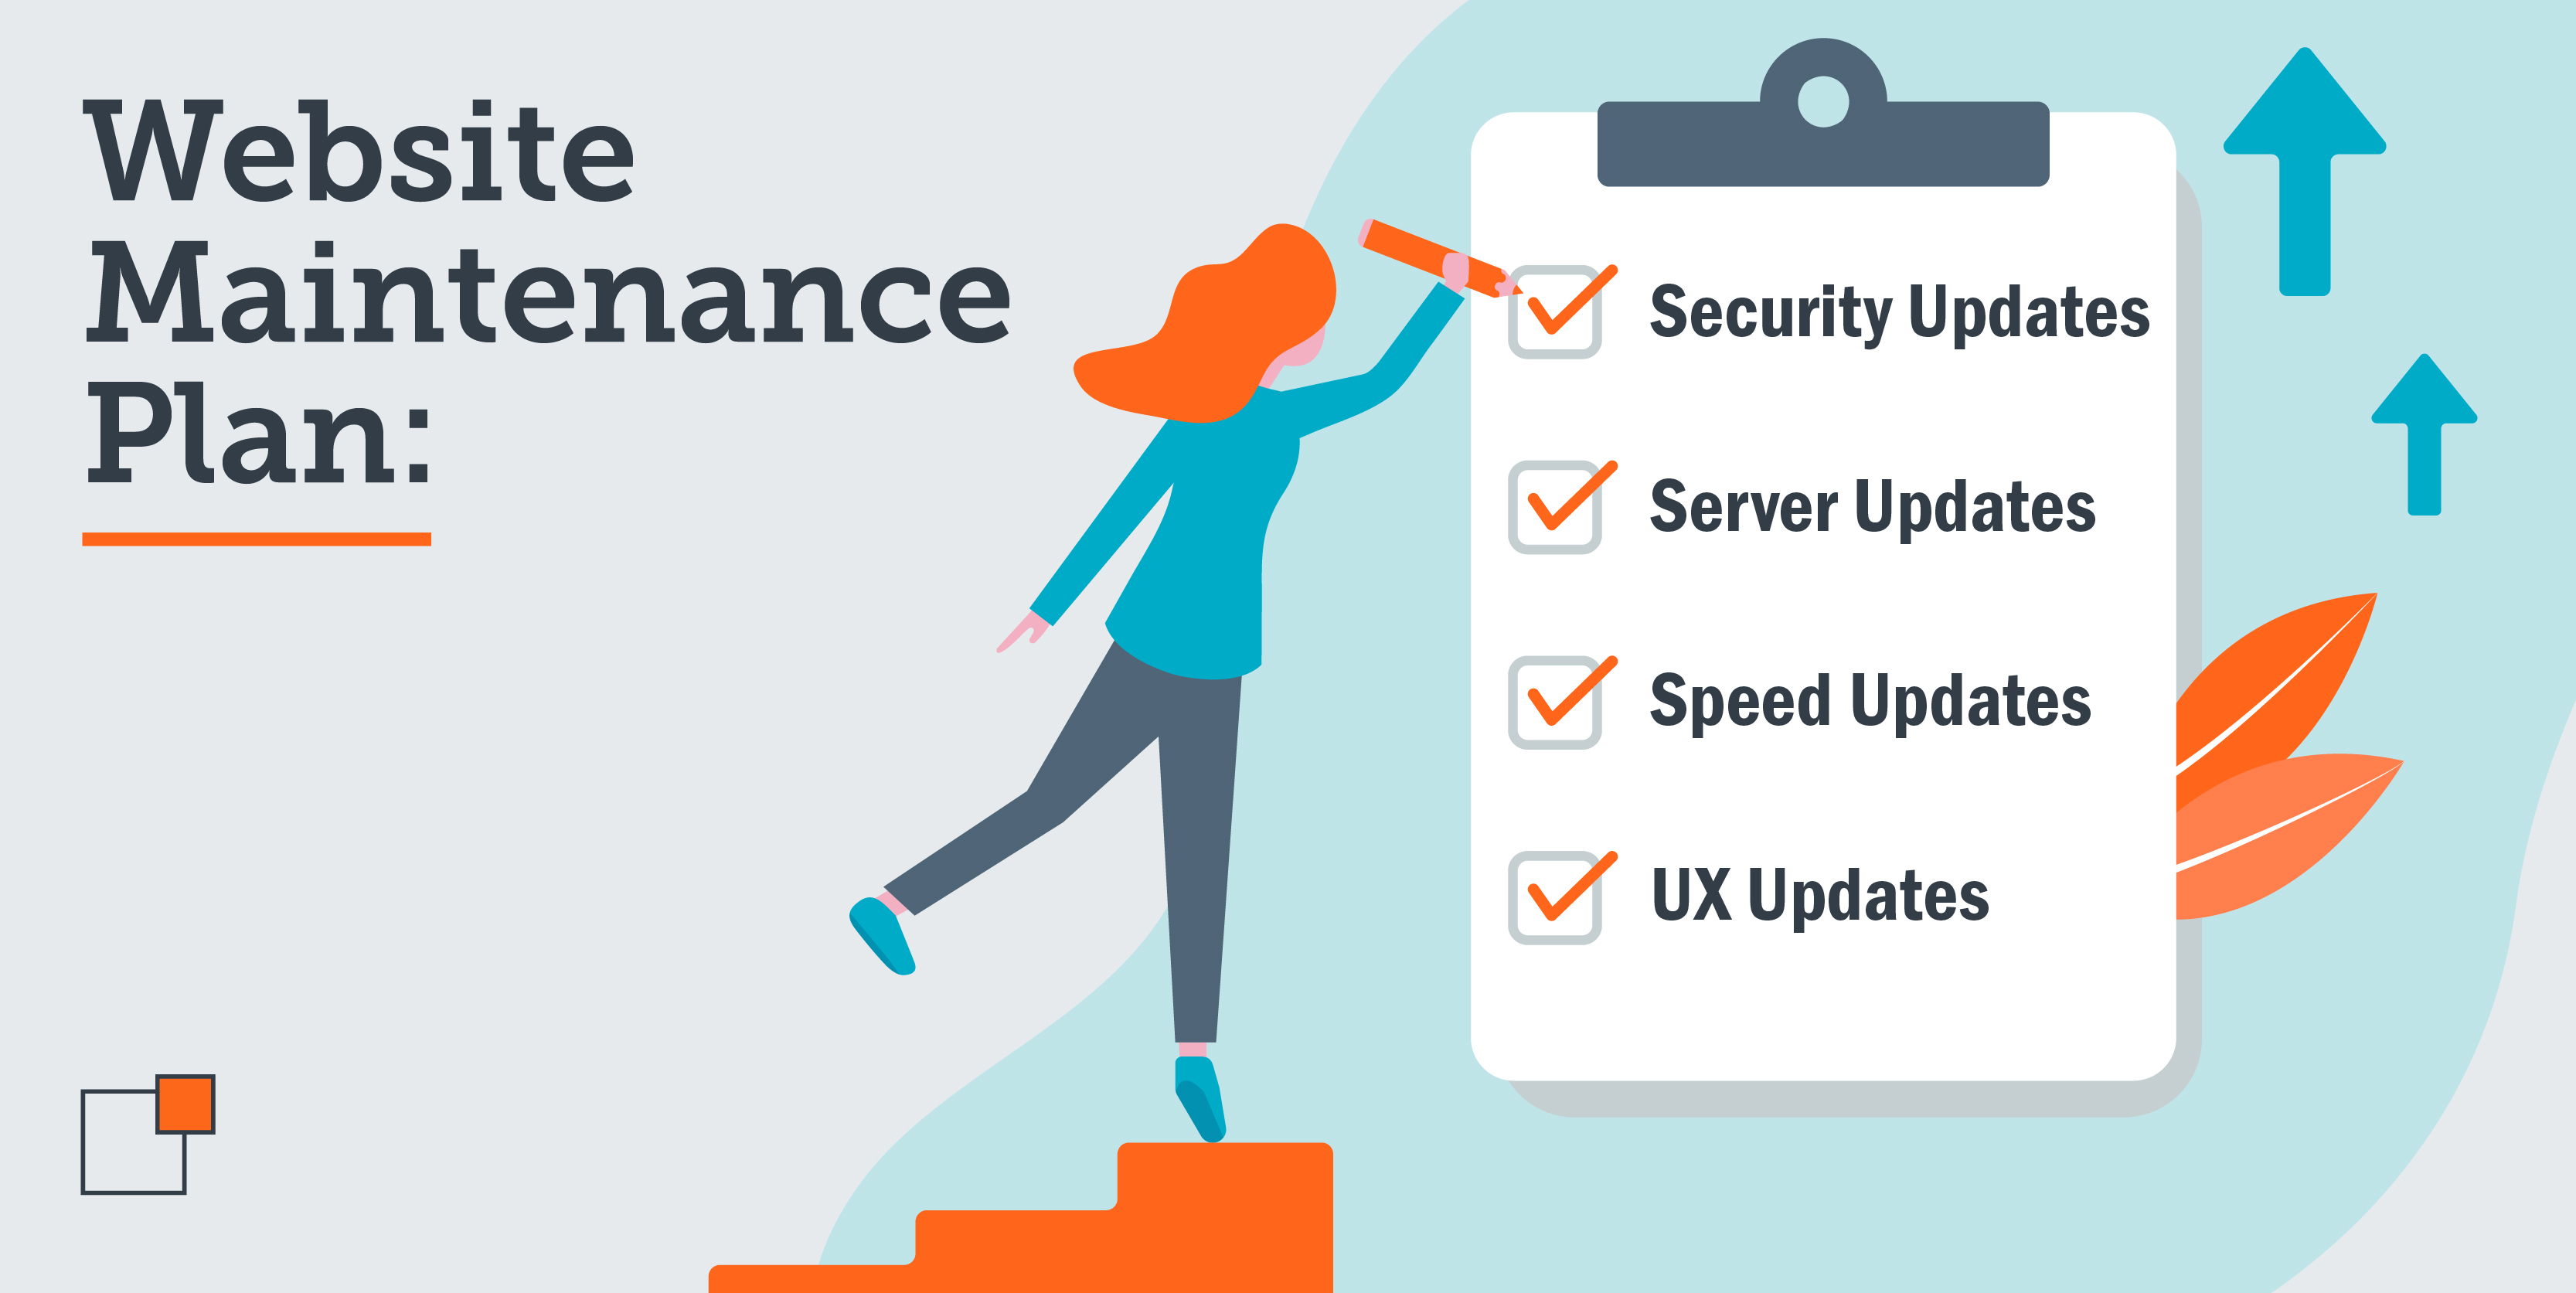 Website
Maintenance
Plan:
Security Updates
Server Updates
Speed Updates
UX Updates